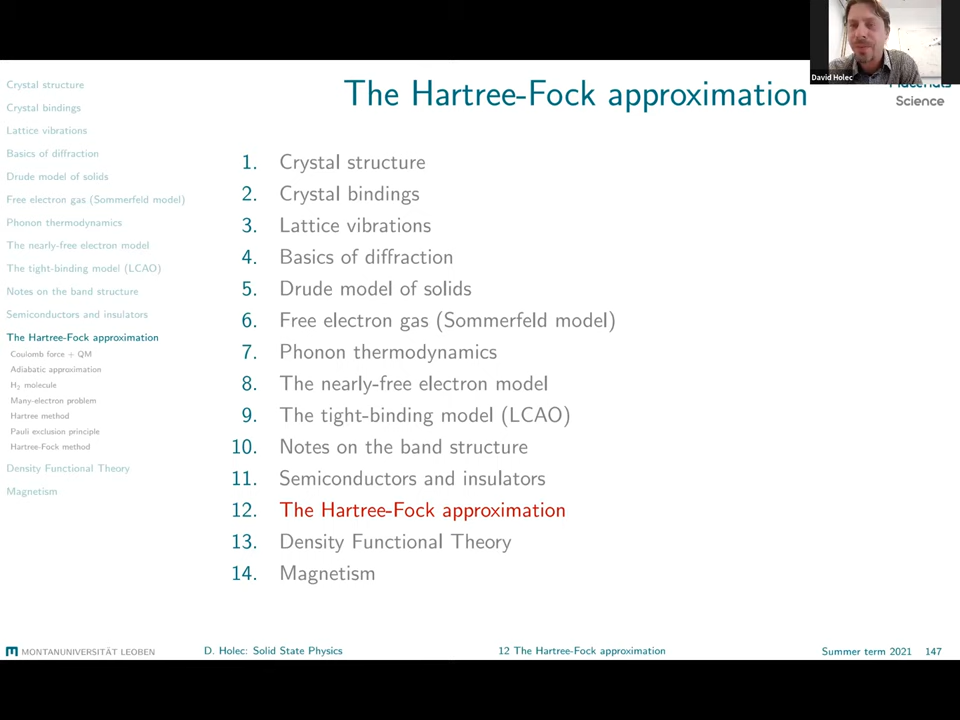 David Holec
Materials
Science
The Hartree-Fock approximation
Crystal structure
Crystal bindings
Lattice vibrations
Basics of diffraction
Drude model of solids
Free electron gas (Sommerfeld model)
Phonon thermodynamics
The nearly-free electron model
The tight-binding model (LCAO)
Notes on the band structure
Semiconductors and insulators
The Hartree-Fock approximation
Coulomb force + QM
Adiabatic approximation
H₂ molecule
Many-electron problem
Hartree method
Pauli exclusion principle
Hartree-Fock method
Density Functional Theory
Magnetism
1. Crystal structure
2. Crystal bindings
3. Lattice vibrations
4. Basics of diffraction
5. Drude model of solids
6. Free electron gas (Sommerfeld model)
7. Phonon thermodynamics
8. The nearly-free electron model
9. The tight-binding model (LCAO)
10. Notes on the band structure
11. Semiconductors and insulators
12. The Hartree-Fock approximation
13. Density Functional Theory
14. Magnetism
MONTANUNIVERSITÄT LEOBEN
D. Holec: Solid State Physics
12 The Hartree-Fock approximation
Summer term 2021 147